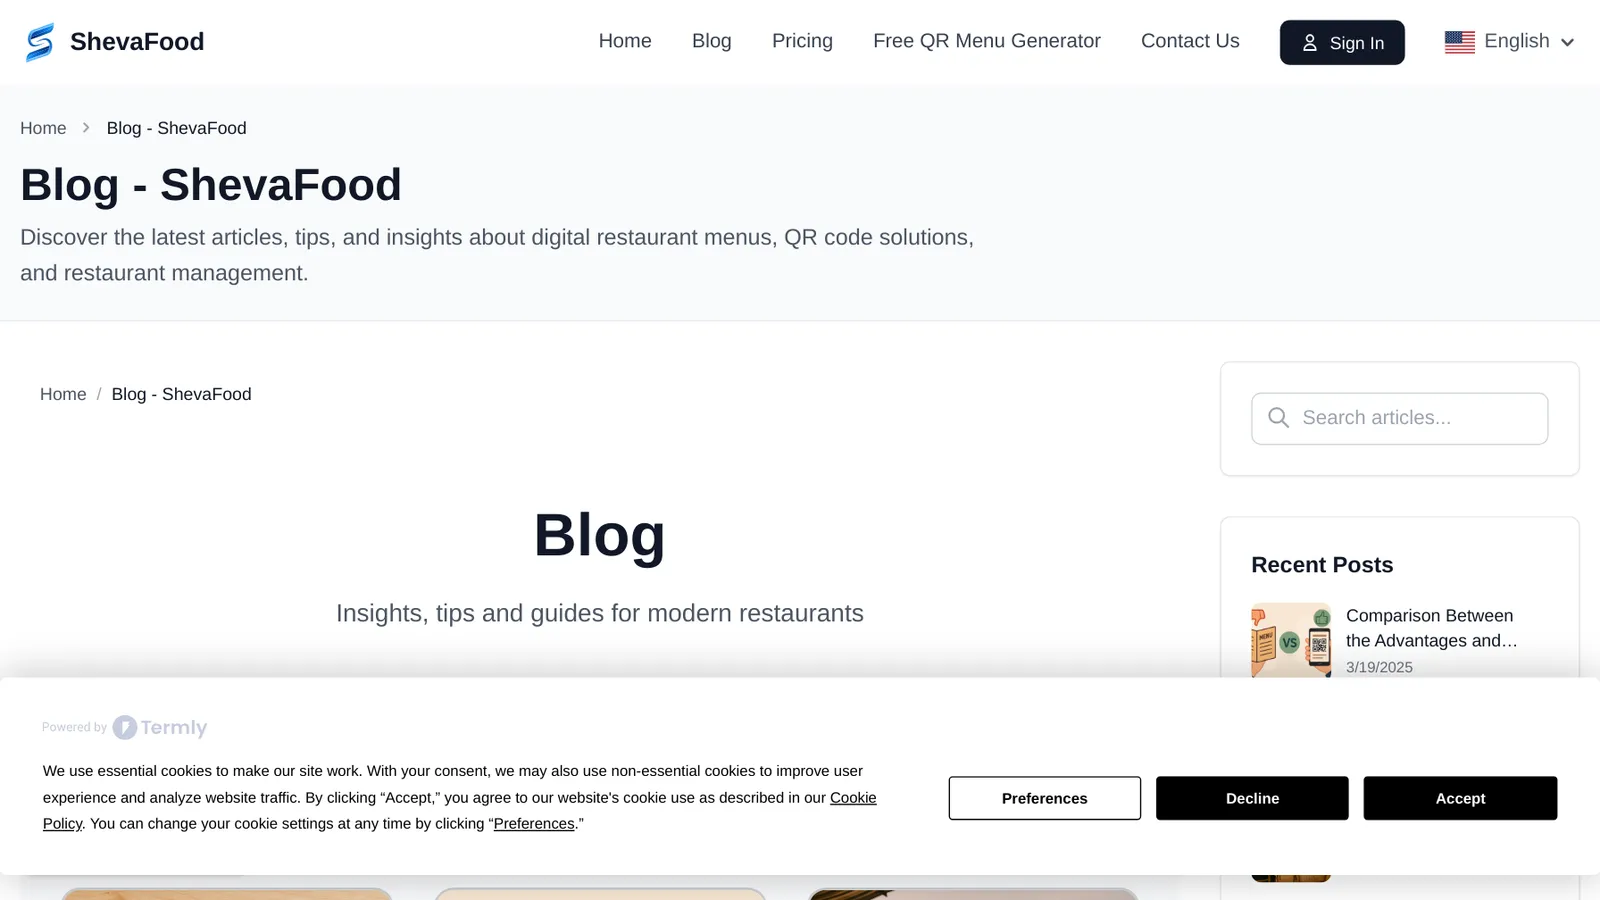 ShevaFood
Home
Blog
Pricing
Free QR Menu Generator
Contact Us
Sign In
English
Home
Blog - ShevaFood
Blog - ShevaFood
Discover the latest articles, tips, and insights about digital restaurant menus, QR code solutions,
and restaurant management.
Home / Blog - ShevaFood
Blog
Insights, tips and guides for modern restaurants
Search articles...
Recent Posts
MENU
VS
Comparison Between
the Advantages and...
3/19/2025
Powered by Termly
We use essential cookies to make our site work. With your consent, we may also use non-essential cookies to improve user
experience and analyze website traffic. By clicking “Accept,” you agree to our website's cookie use as described in our Cookie
Policy. You can change your cookie settings at any time by clicking “Preferences.”
Preferences
Decline
Accept